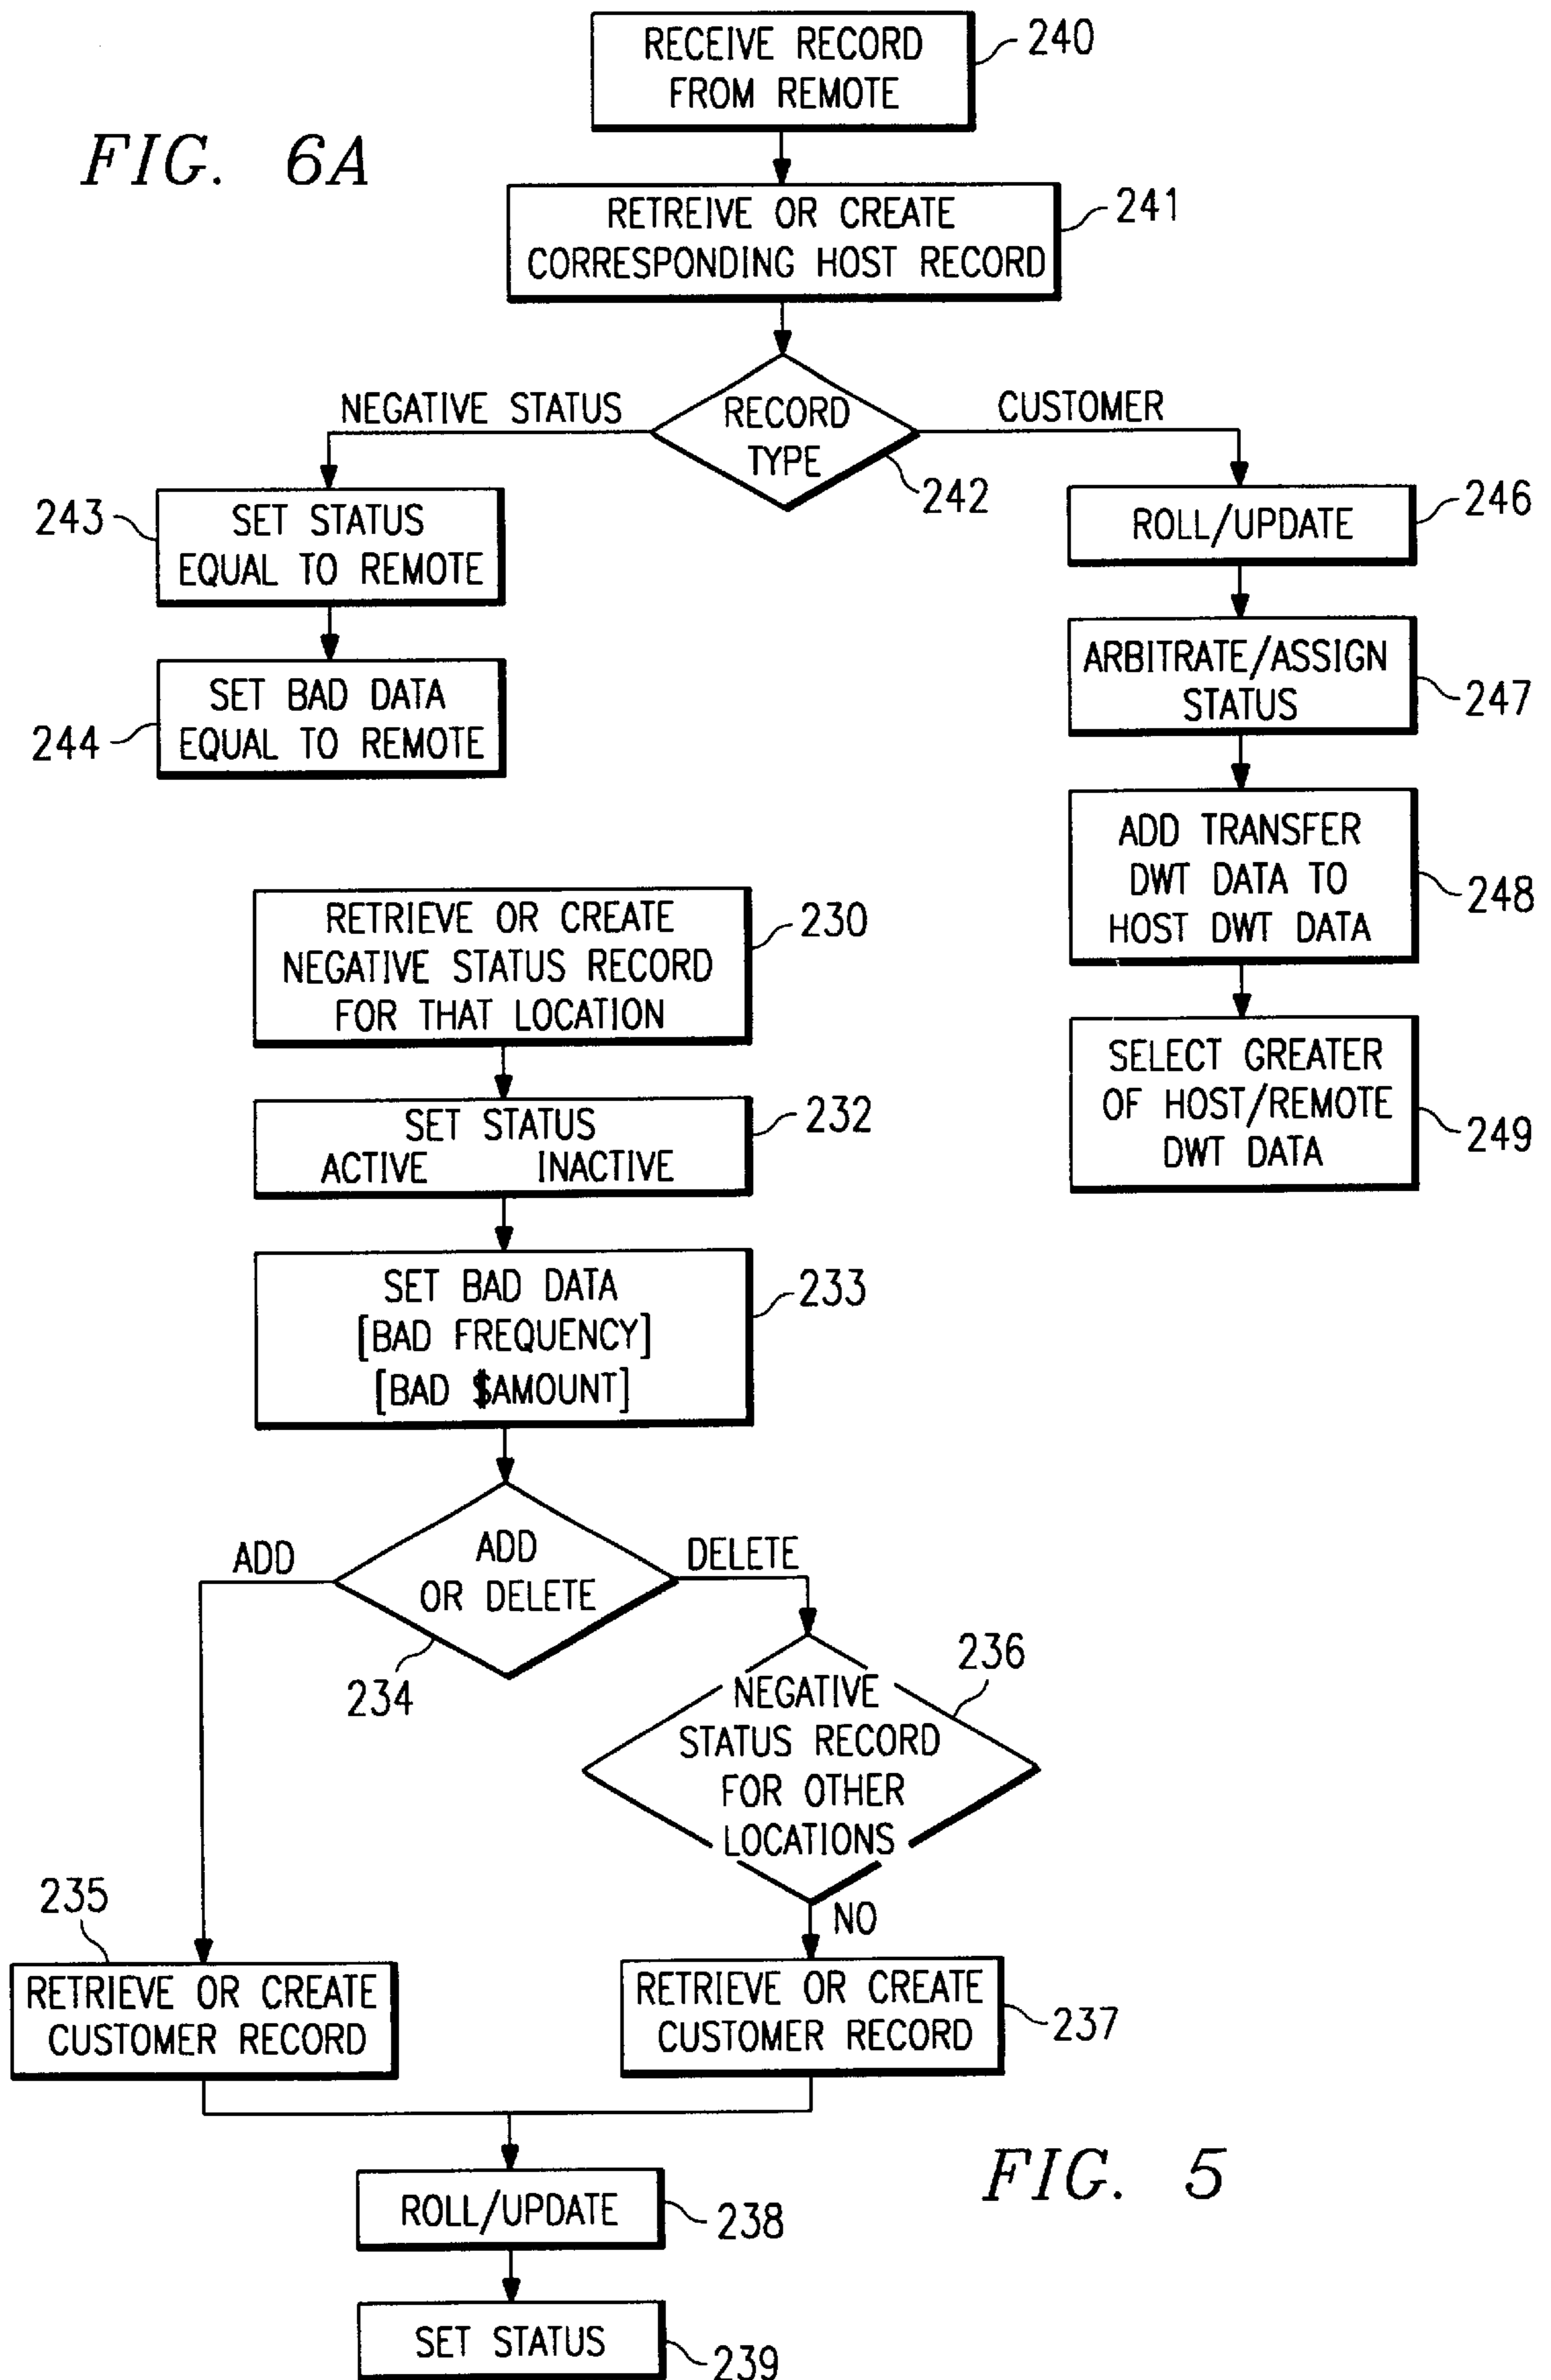 FIG. 6A
RECEIVE RECORD
FROM REMOTE
240
RETREIVE OR CREATE
CORRESPONDING HOST RECORD
241
NEGATIVE STATUS
RECORD
TYPE
CUSTOMER
242
243
SET STATUS
EQUAL TO REMOTE
244
SET BAD DATA
EQUAL TO REMOTE
ROLL/UPDATE
246
ARBITRATE/ASSIGN
STATUS
247
ADD TRANSFER
DWT DATA TO
HOST DWT DATA
248
SELECT GREATER
OF HOST/REMOTE
DWT DATA
249
RETRIEVE OR CREATE
NEGATIVE STATUS RECORD
FOR THAT LOCATION
230
SET STATUS
ACTIVE INACTIVE
232
SET BAD DATA
[BAD FREQUENCY]
[BAD $AMOUNT]
233
ADD
ADD
OR DELETE
DELETE
234
NEGATIVE
STATUS RECORD
FOR OTHER
LOCATIONS
236
NO
235
RETRIEVE OR CREATE
CUSTOMER RECORD
RETRIEVE OR CREATE
CUSTOMER RECORD
237
ROLL/UPDATE
238
SET STATUS
239
FIG. 5